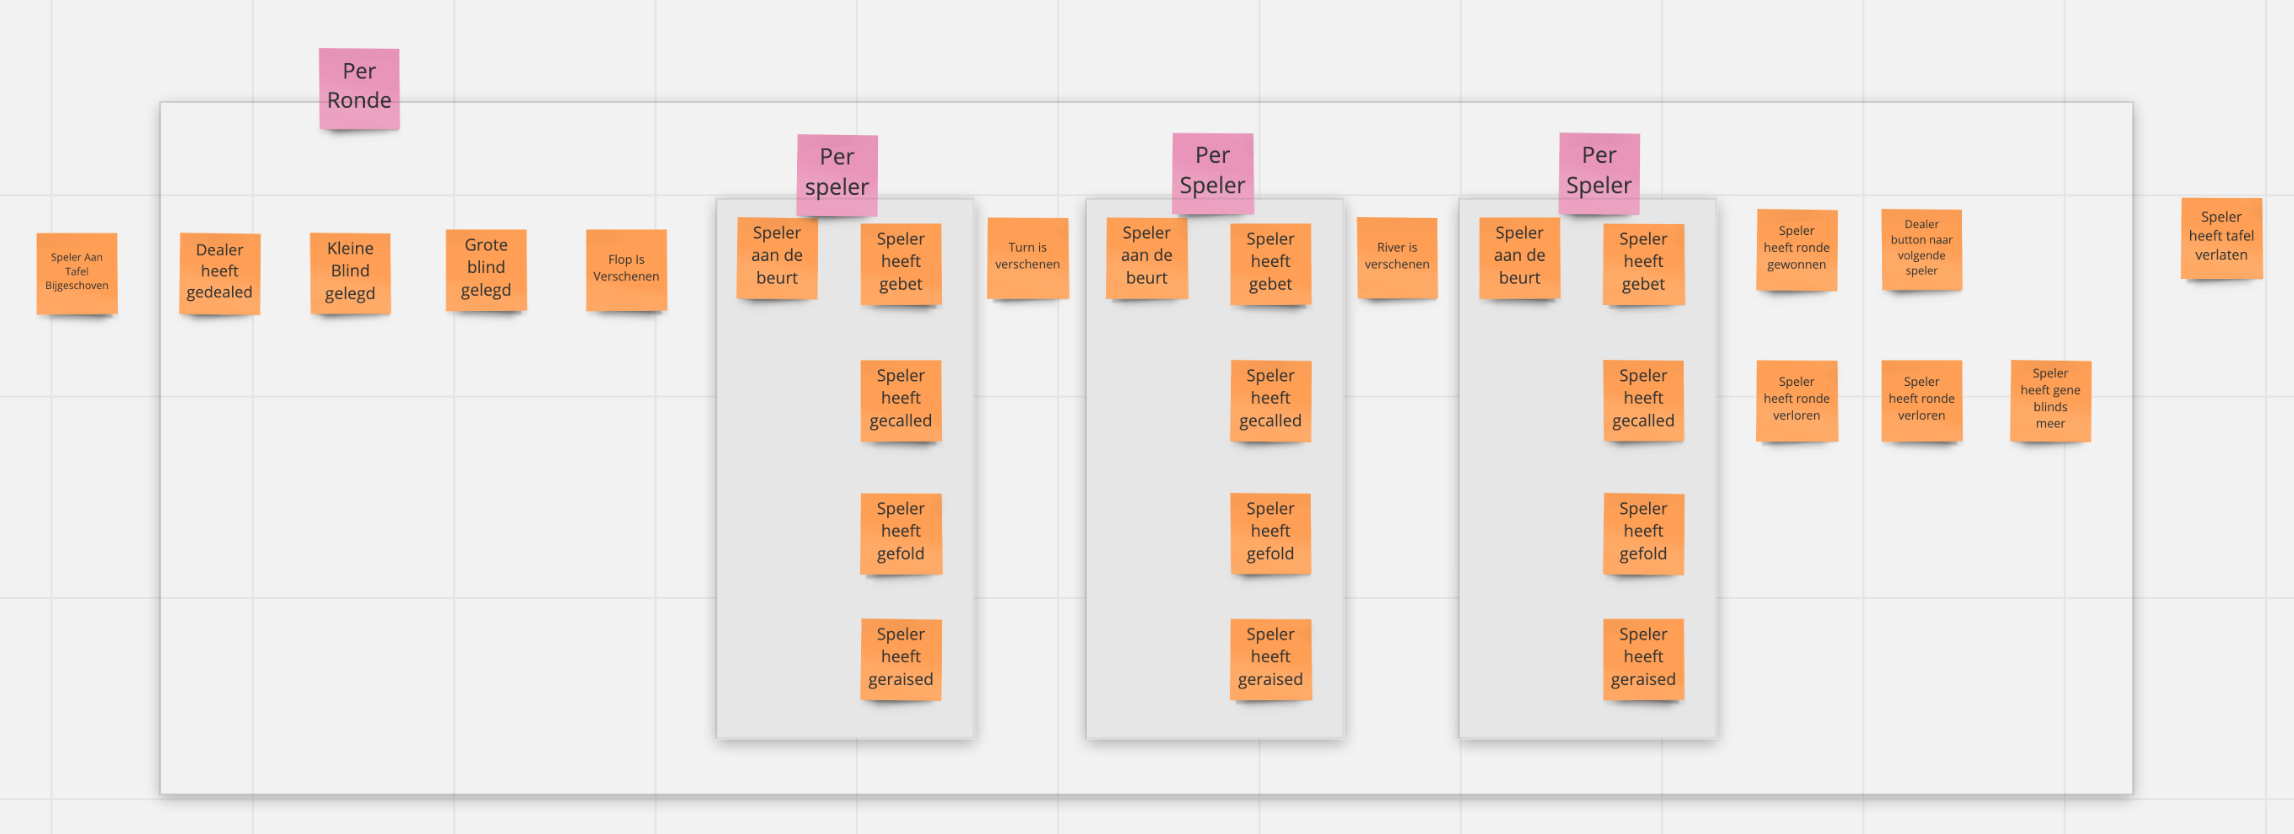 Per
Ronde
Per
speler
Per
Speler
Per
Speler
Speler Aan
Tafel
Bijgeschoven
Dealer
heeft
gedealed
Kleine
Blind
gelegd
Grote
blind
gelegd
Flop Is
Verschenen
Speler
aan de
beurt
Speler
heeft
gebet
Speler
heeft
gecalled
Speler
heeft
gefold
Speler
heeft
geraised
Turn is
verschenen
Speler
aan de
beurt
Speler
heeft
gebet
Speler
heeft
gecalled
Speler
heeft
gefold
Speler
heeft
geraised
River is
verschenen
Speler
aan de
beurt
Speler
heeft
gebet
Speler
heeft
gecalled
Speler
heeft
gefold
Speler
heeft
geraised
Speler
heeft ronde
gewonnen
Dealer
button naar
volgende
speler
Speler
heeft ronde
verloren
Speler
heeft ronde
verloren
Speler
heeft gene
blinds
meer
Speler
heeft tafel
verlaten